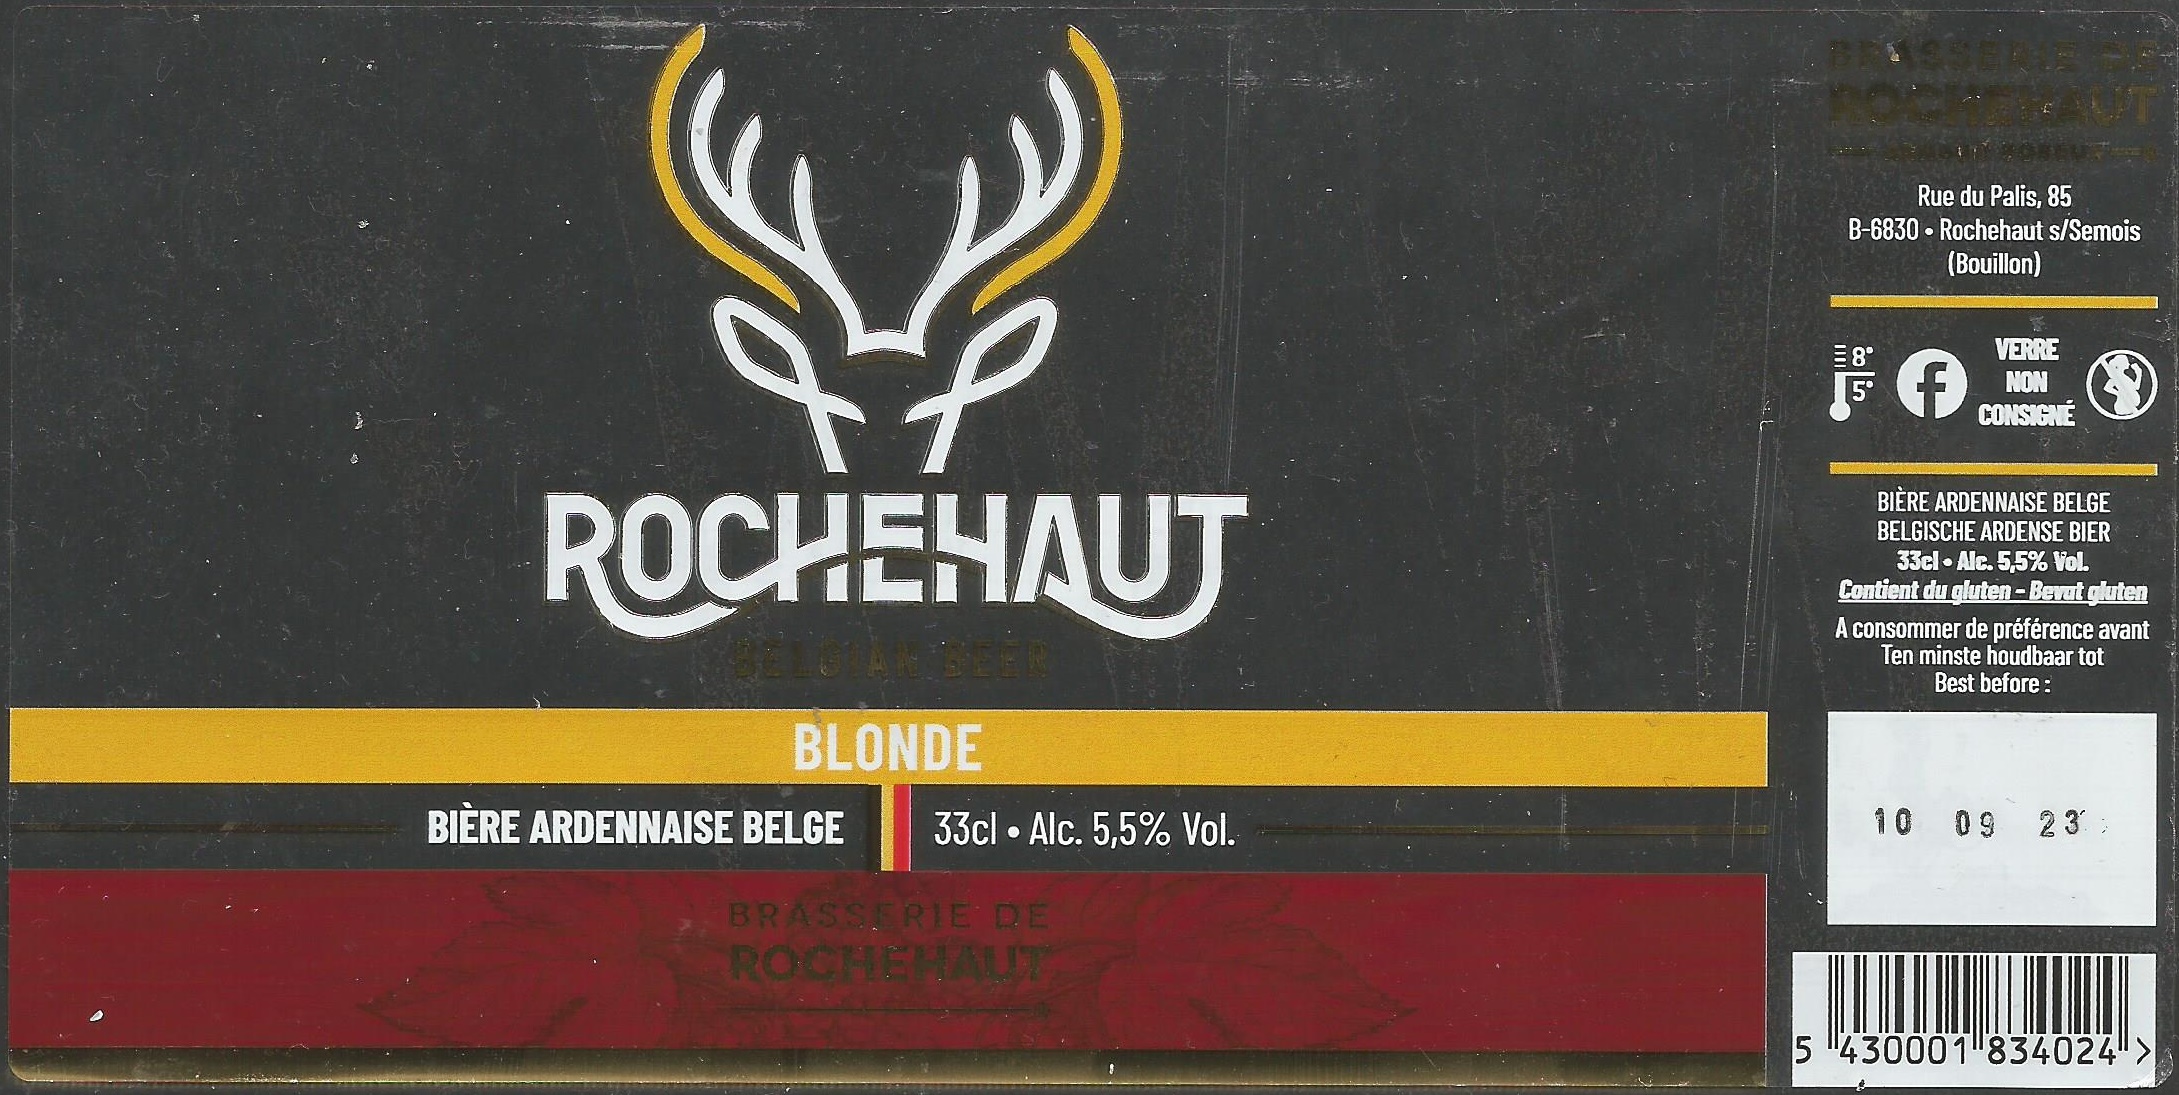 ROCHEHAUT
BELGIAN BEER
BLONDE
BIÈRE ARDENNAISE BELGE
33cl • Alc. 5,5% Vol.
BRASSERIE DE
ROCHEHAUT
BRASSERIE DE
ROCHEHAUT
Rue du Palis, 85
B-6830 • Rochehaut s/Semois
(Bouillon)
8°
5°
VERRE
NON
CONSIGNÉ
BIÈRE ARDENNAISE BELGE
BELGISCHE ARDENSE BIER
33cl • Alc. 5,5% Vol.
Contient du gluten - Bevat gluten
A consommer de préférence avant
Ten minste houdbaar tot
Best before :
10 09 23
5 430001 834024 >